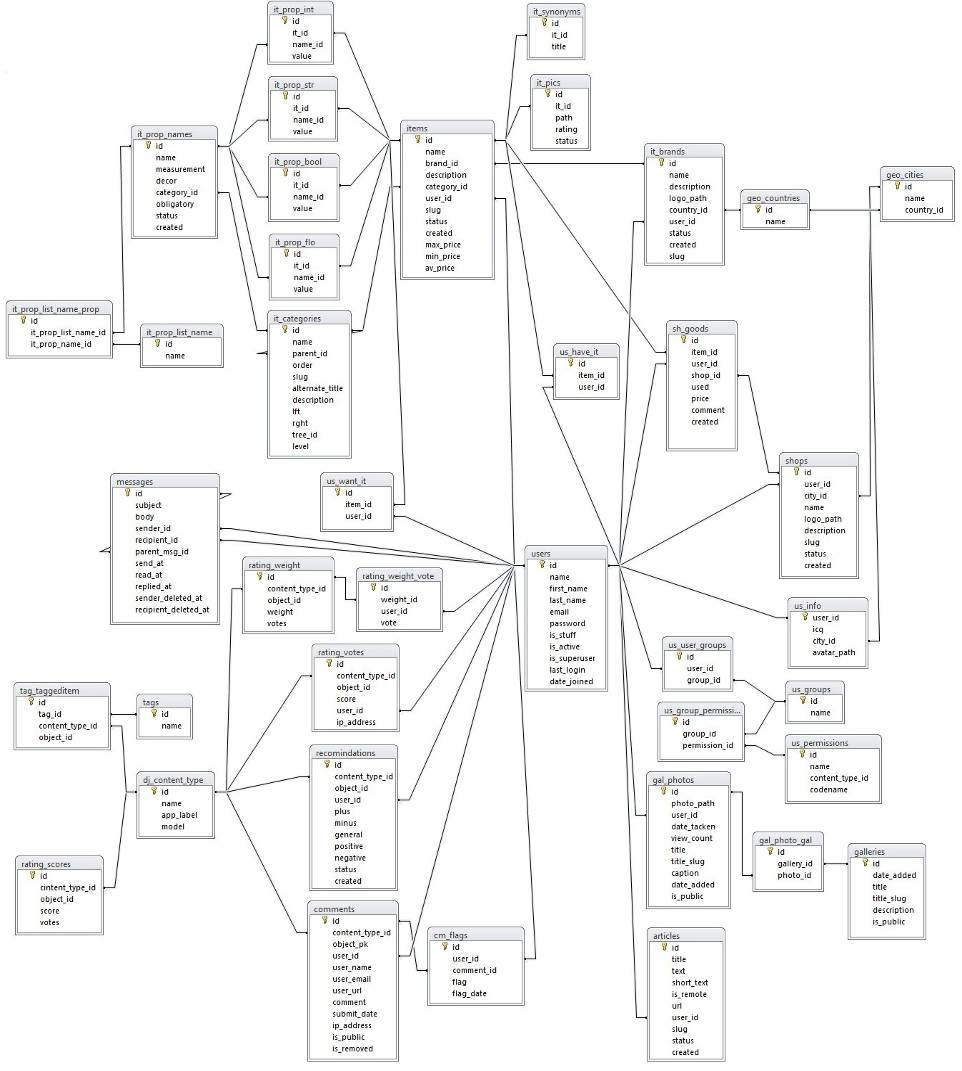 it_prop_int
id
it_id
name_id
value
it_synonyms
id
it_id
title
it_prop_str
id
it_id
name_id
value
it_pics
id
it_id
path
rating
status
it_prop_names
id
name
measurement
decor
category_id
obligatory
status
created
items
id
name
brand_id
description
category_id
user_id
slug
status
created
max_price
min_price
av_price
it_prop_bool
id
it_id
name_id
value
it_brands
id
name
description
logo_path
country_id
user_id
status
created
slug
geo_countries
id
name
geo_cities
id
name
country_id
it_prop_flo
id
it_id
name_id
value
it_prop_list_name_prop
id
it_prop_list_name_id
it_prop_name_id
it_prop_list_name
id
name
it_categories
id
name
parent_id
order
slug
alternate_title
description
lft
rght
tree_id
level
us_have_it
id
item_id
user_id
sh_goods
id
item_id
user_id
shop_id
used
price
comment
created
shops
id
user_id
city_id
name
logo_path
description
slug
status
created
messages
id
subject
body
sender_id
recipient_id
parent_msg_id
send_at
read_at
replied_at
sender_deleted_at
recipient_deleted_at
us_want_it
id
item_id
user_id
users
id
name
first_name
last_name
email
password
is_stuff
is_active
is_superuser
last_login
date_joined
rating_weight
id
content_type_id
object_id
weight
votes
rating_weight_vote
id
weight_id
user_id
vote
us_info
user_id
icq
city_id
avatar_path
rating_votes
id
content_type_id
object_id
score
user_id
ip_address
us_user_groups
id
user_id
group_id
us_groups
id
name
tag_taggeditem
id
tag_id
content_type_id
object_id
tags
id
name
us_group_permissi...
id
group_id
permission_id
us_permissions
id
name
content_type_id
codename
recomindations
id
content_type_id
object_id
user_id
plus
minus
general
positive
negative
status
created
dj_content_type
id
name
app_label
model
gal_photos
id
photo_path
user_id
date_tacken
view_count
title
title_slug
caption
date_added
is_public
gal_photo_gal
id
gallery_id
photo_id
galleries
id
date_added
title
title_slug
description
is_public
rating_scores
id
cintent_type_id
object_id
score
votes
comments
id
content_type_id
object_pk
user_id
user_name
user_email
user_url
comment
submit_date
ip_address
is_public
is_removed
cm_flags
id
user_id
comment_id
flag
flag_date
articles
id
title
text
short_text
is_remote
url
user_id
slug
status
created